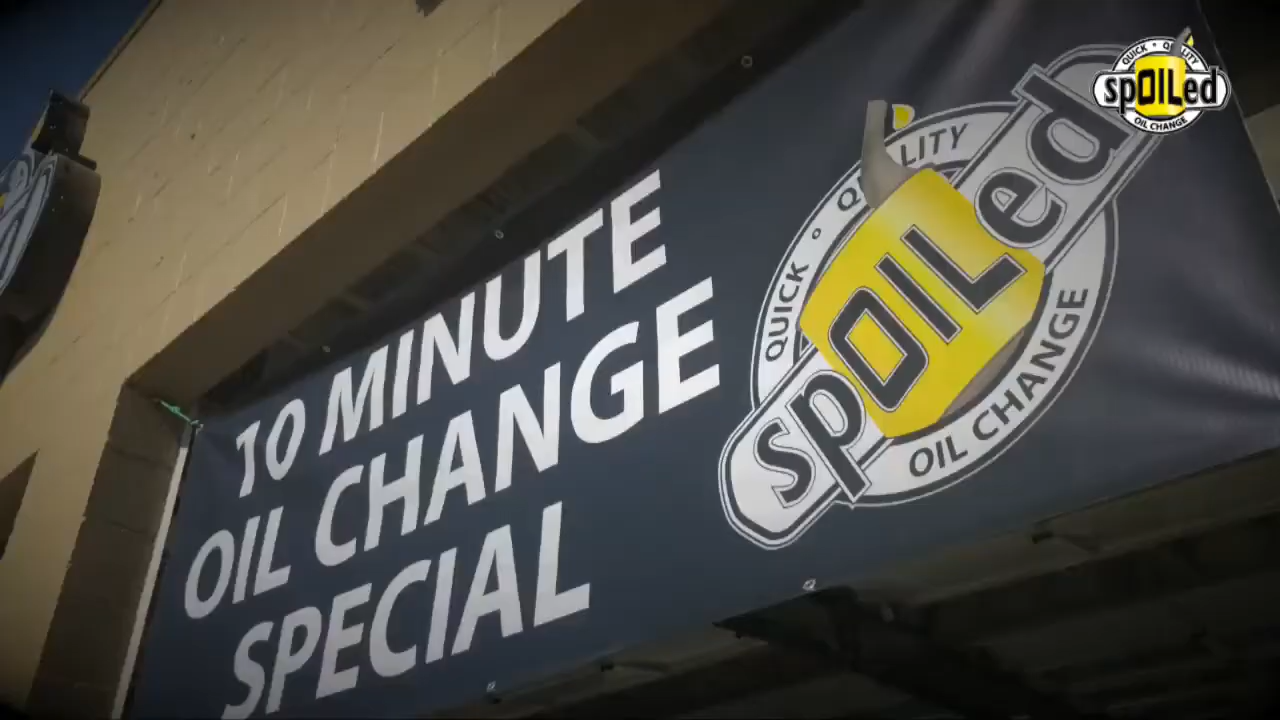 10 MINUTE
OIL CHANGE
SPECIAL
QUICK • QUALITY
spOILed
OIL CHANGE
QUICK • QUALITY
spOILed
OIL CHANGE